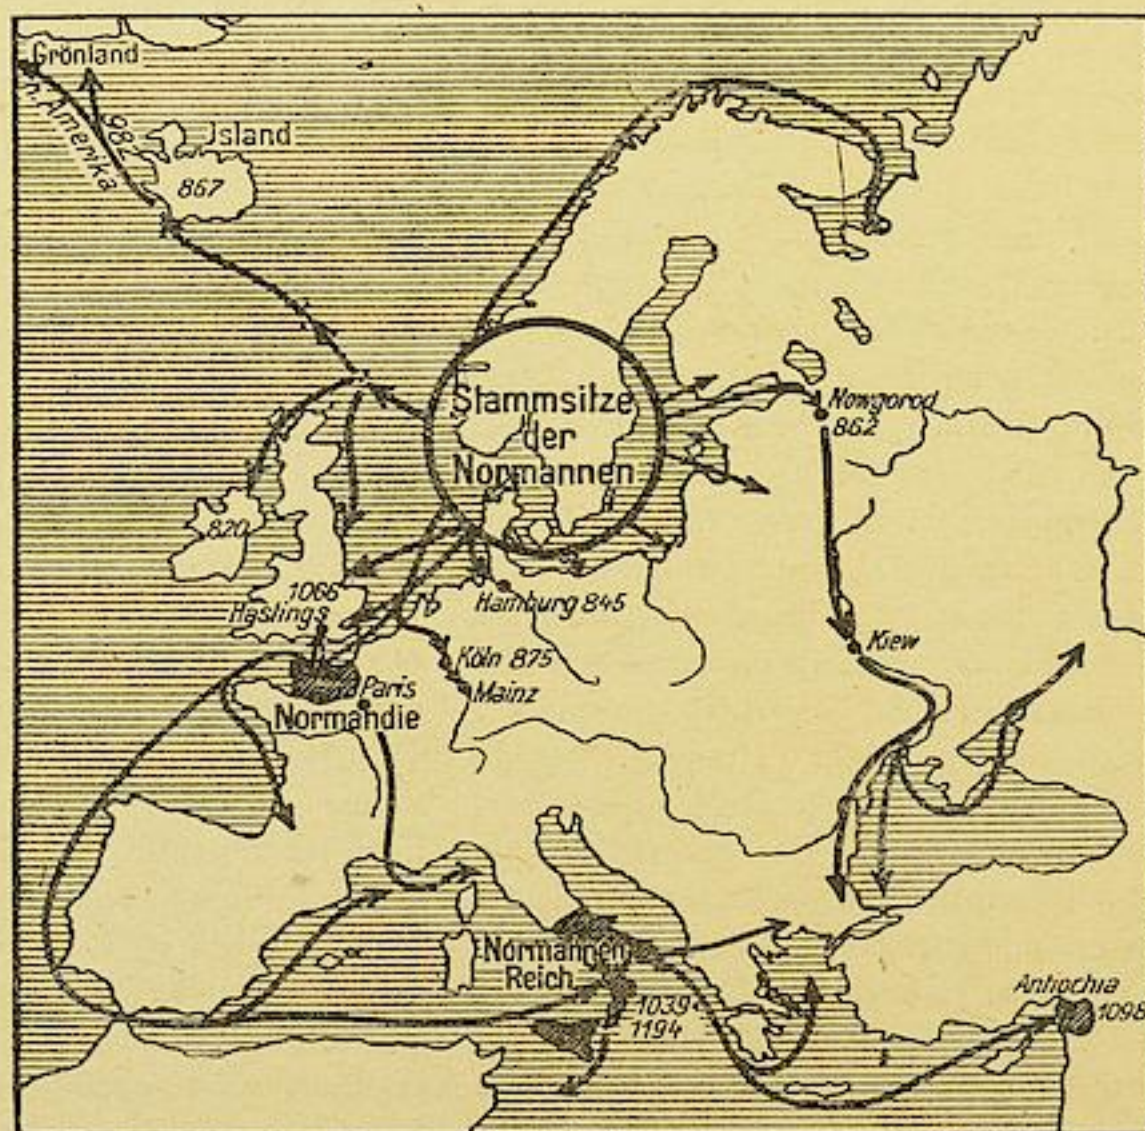 Grönland
n. Amerika
982
Jsland
867
Stammsitze
der
Normannen
Nowgorod
862
820
1066
Hastings
Hamburg 845
Kiew
Köln 875
Mainz
Paris
Normandie
Normannen
Reich
1039-
1194
Antiochia
1098